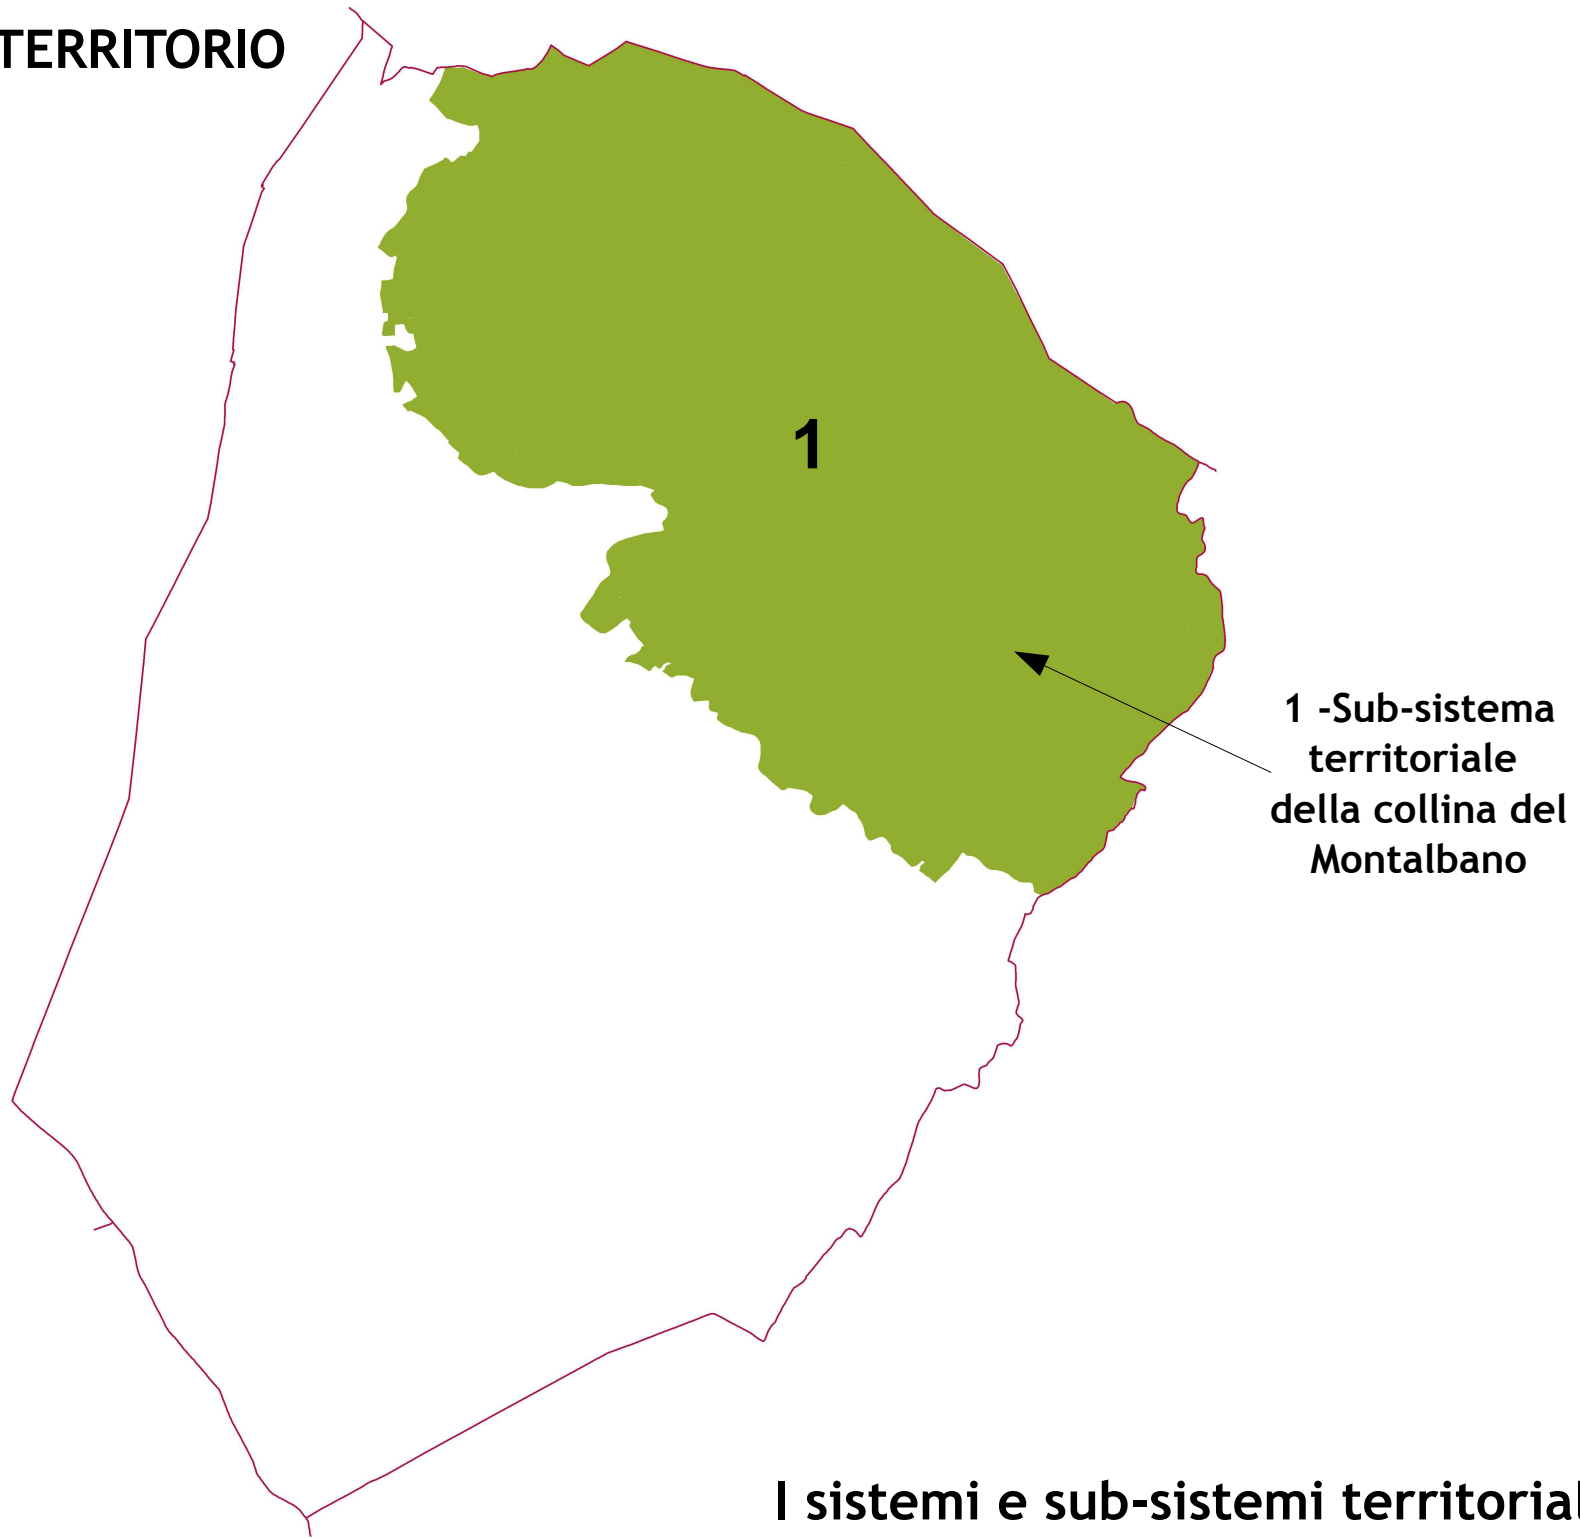 TERRITORIO
1
1 -Sub-sistema
territoriale
della collina del
Montalbano
I sistemi e sub-sistemi territorial